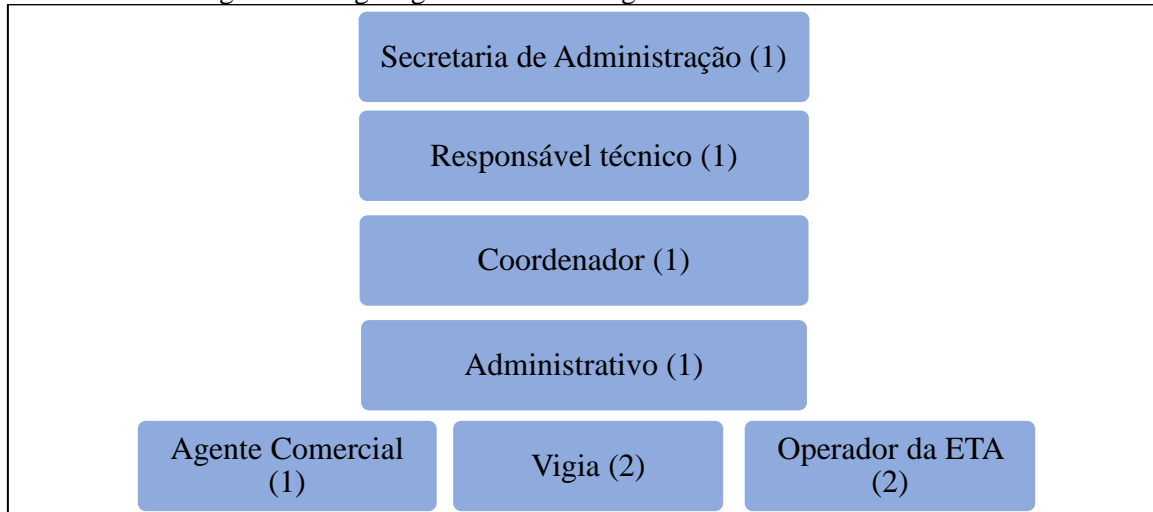 Secretaria de Administração (1)
Responsável técnico (1)
Coordenador (1)
Administrativo (1)
Agente Comercial
(1)
Vigia (2)
Operador da ETA
(2)